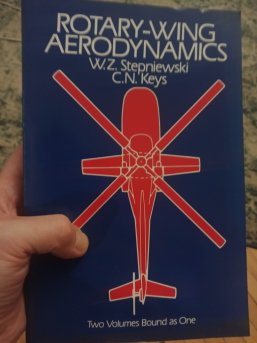 ROTARY-WING
AERODYNAMICS
W.Z. Stepniewski
C.N. Keys
Two Volumes Bound as One